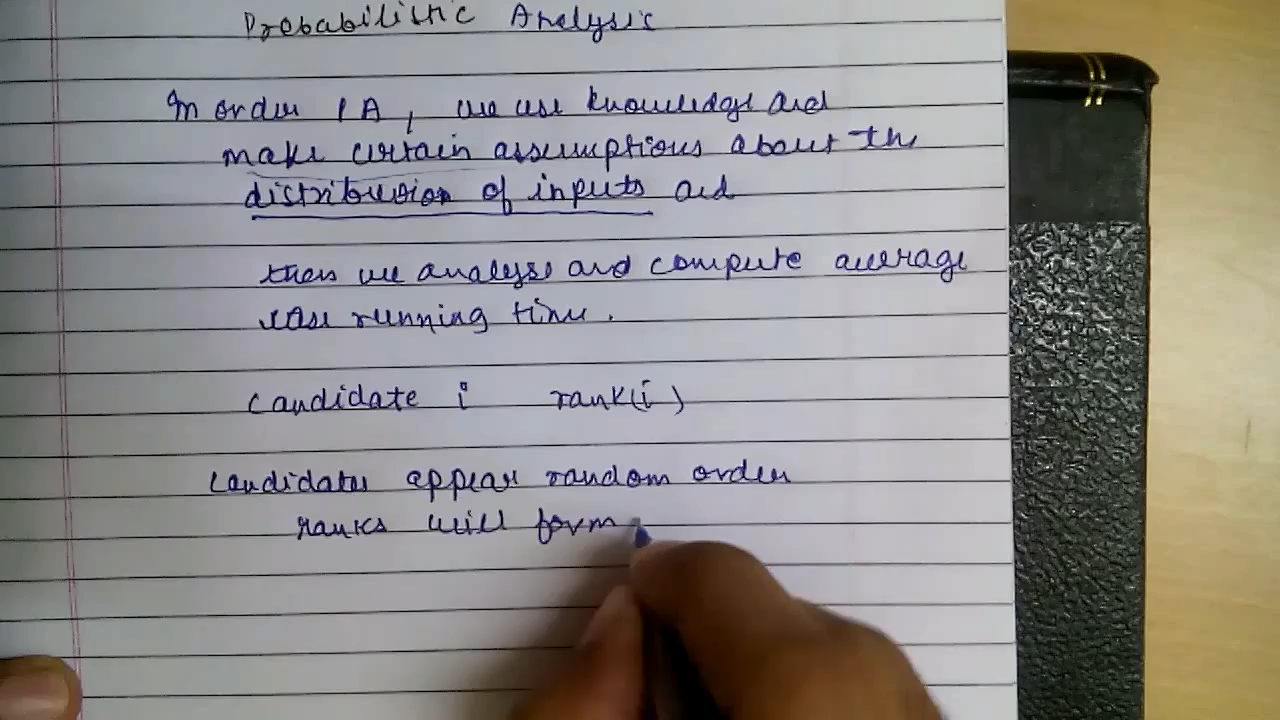 Probabilistic Analysis
In order PA, we use knowledge and
make certain assumptions about the
distribution of inputs and
then we analyse and compute average
case running time.
candidate i rank(i)
candidates appear random order
ranks will form